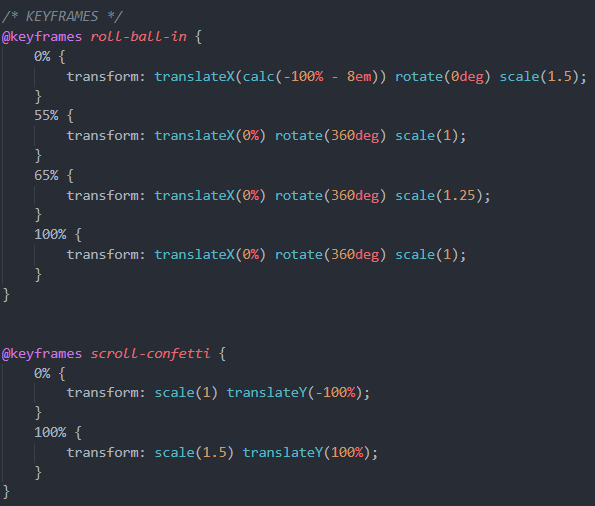 /* KEYFRAMES */
@keyframes roll-ball-in {
    0% {
        transform: translateX(calc(-100% - 8em)) rotate(0deg) scale(1.5);
    }
    55% {
        transform: translateX(0%) rotate(360deg) scale(1);
    }
    65% {
        transform: translateX(0%) rotate(360deg) scale(1.25);
    }
    100% {
        transform: translateX(0%) rotate(360deg) scale(1);
    }
}

@keyframes scroll-confetti {
    0% {
        transform: scale(1) translateY(-100%);
    }
    100% {
        transform: scale(1.5) translateY(100%);
    }
}